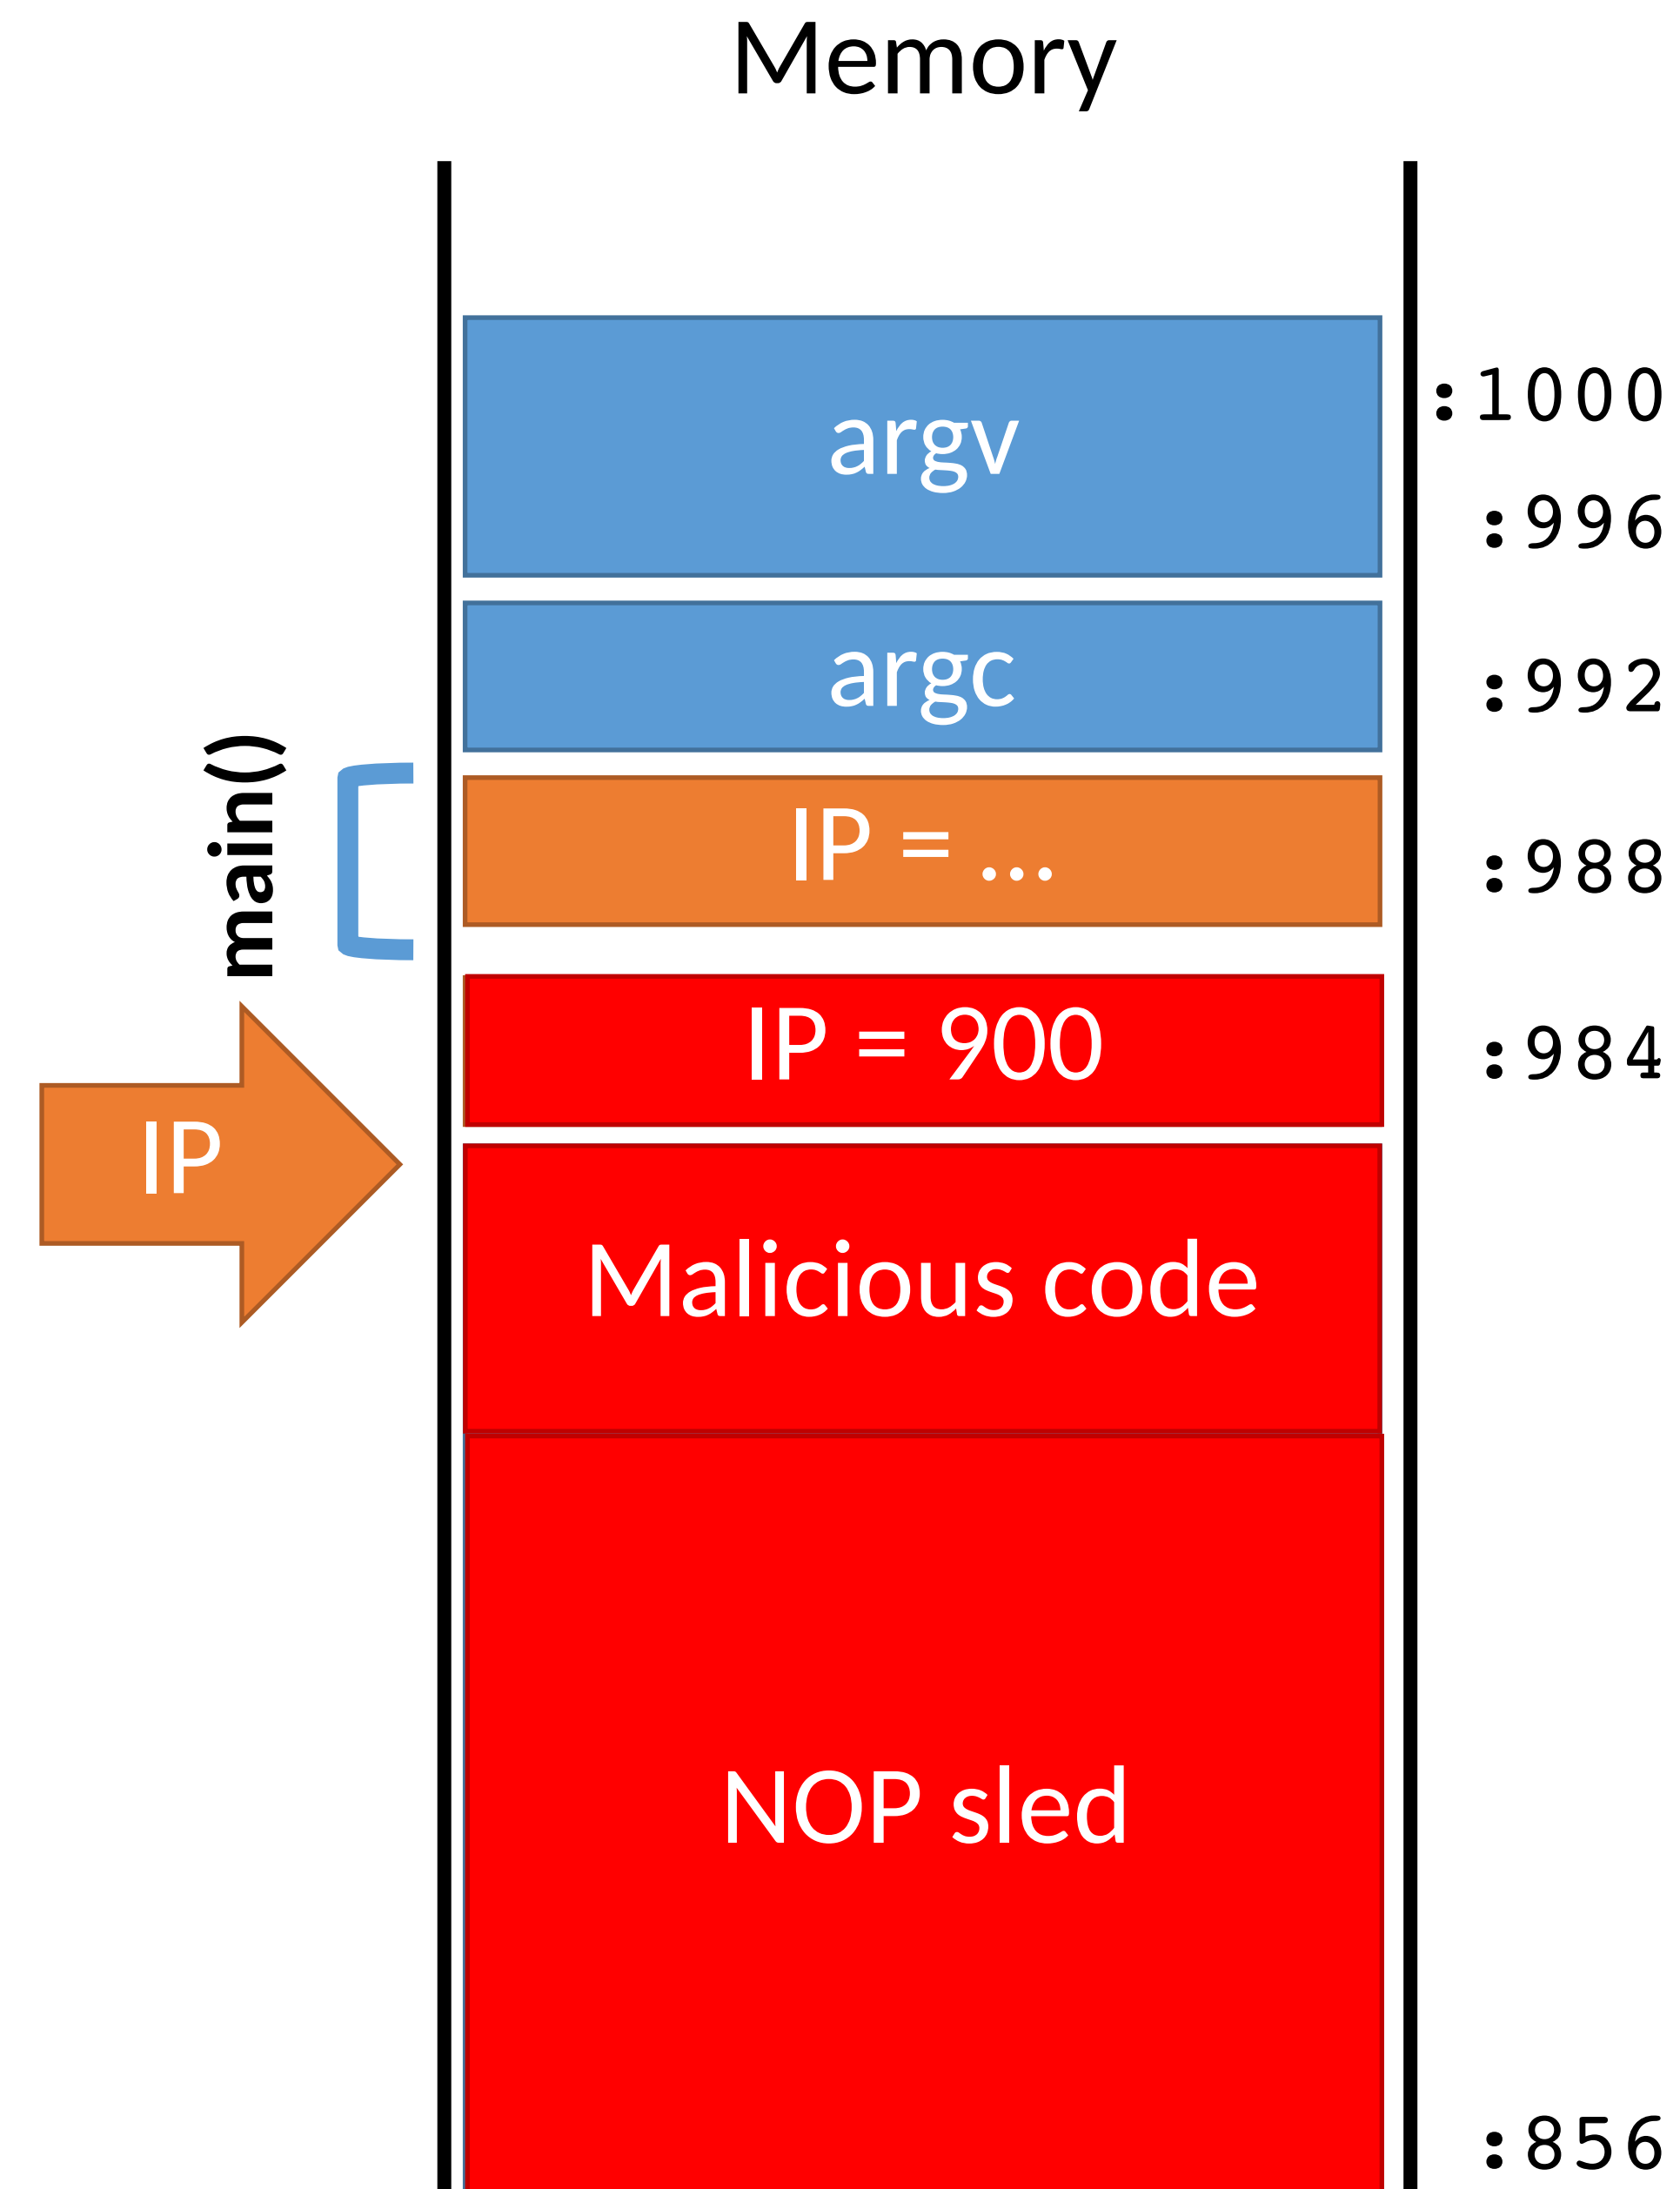 Memory
argv
:1000
:996
argc
:992
main()
IP = ...
:988
IP = 900
:984
IP
Malicious code
NOP sled
:856